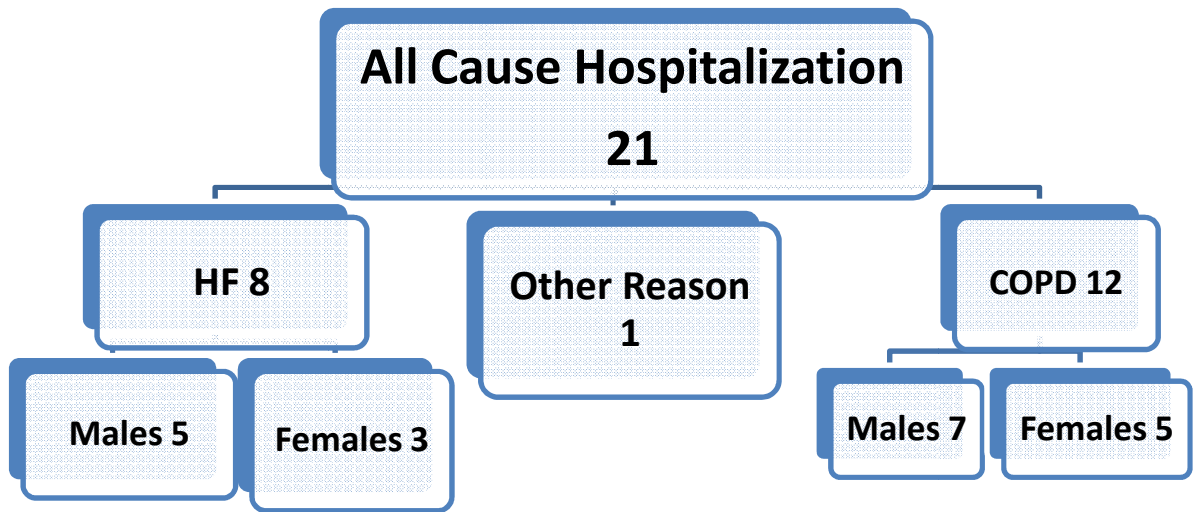 All Cause Hospitalization
21
HF 8
Other Reason
1
COPD 12
Males 5
Females 3
Males 7
Females 5